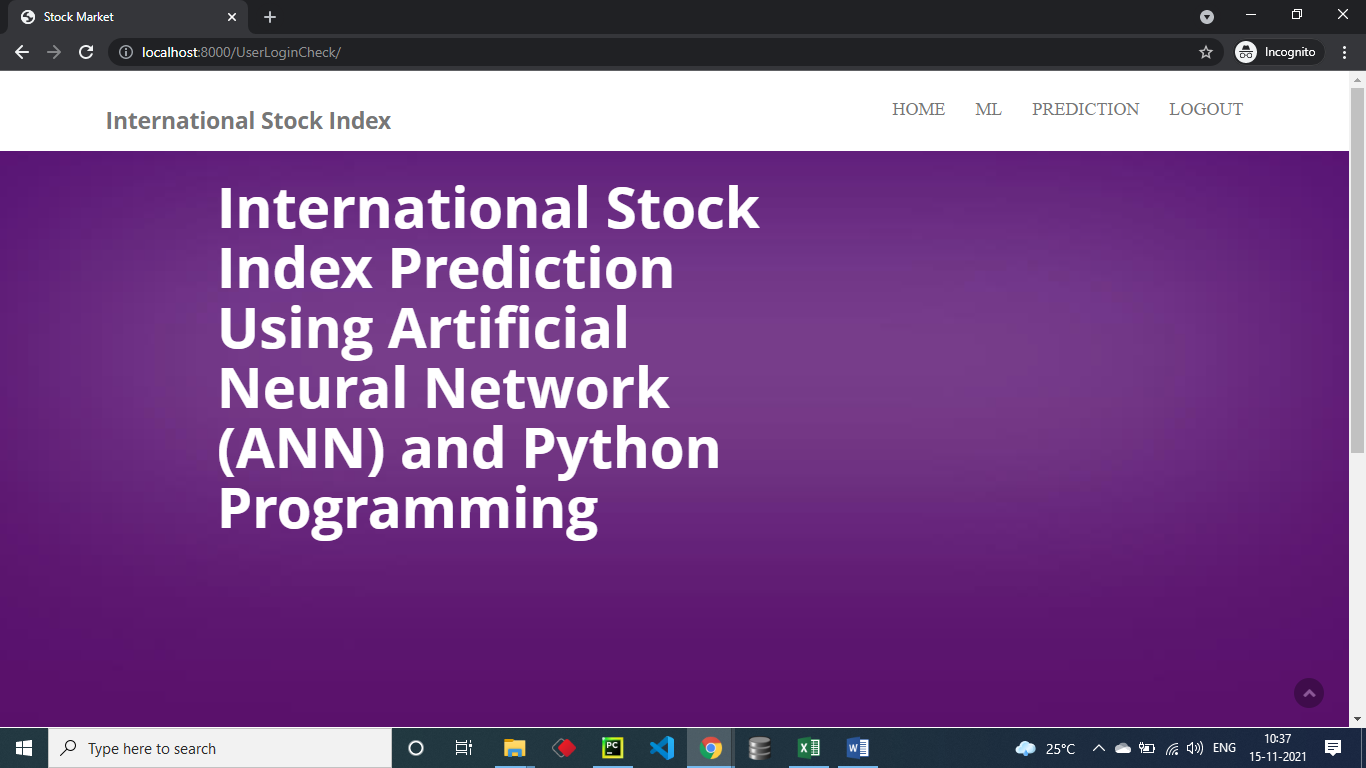 Stock Market
localhost:8000/UserLoginCheck/
Incognito
International Stock Index
HOME ML PREDICTION LOGOUT
International Stock
Index Prediction
Using Artificial
Neural Network
(ANN) and Python
Programming
Type here to search
PC
25°C
ENG
10:37
15-11-2021